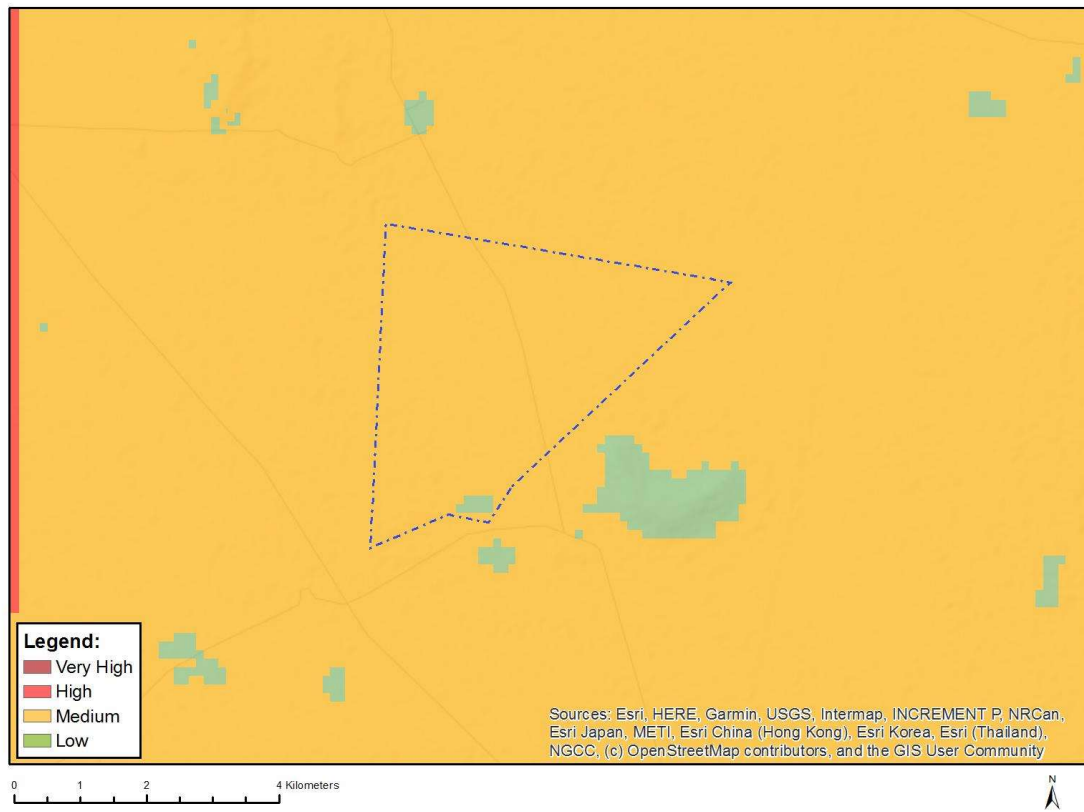 Legend:
Very High
High
Medium
Low
Sources: Esri, HERE, Garmin, USGS, Intermap, INCREMENT P, NRCan,
Esri Japan, METI, Esri China (Hong Kong), Esri Korea, Esri (Thailand),
NGCC, (c) OpenStreetMap contributors, and the GIS User Community
0 1 2 4 Kilometers
N